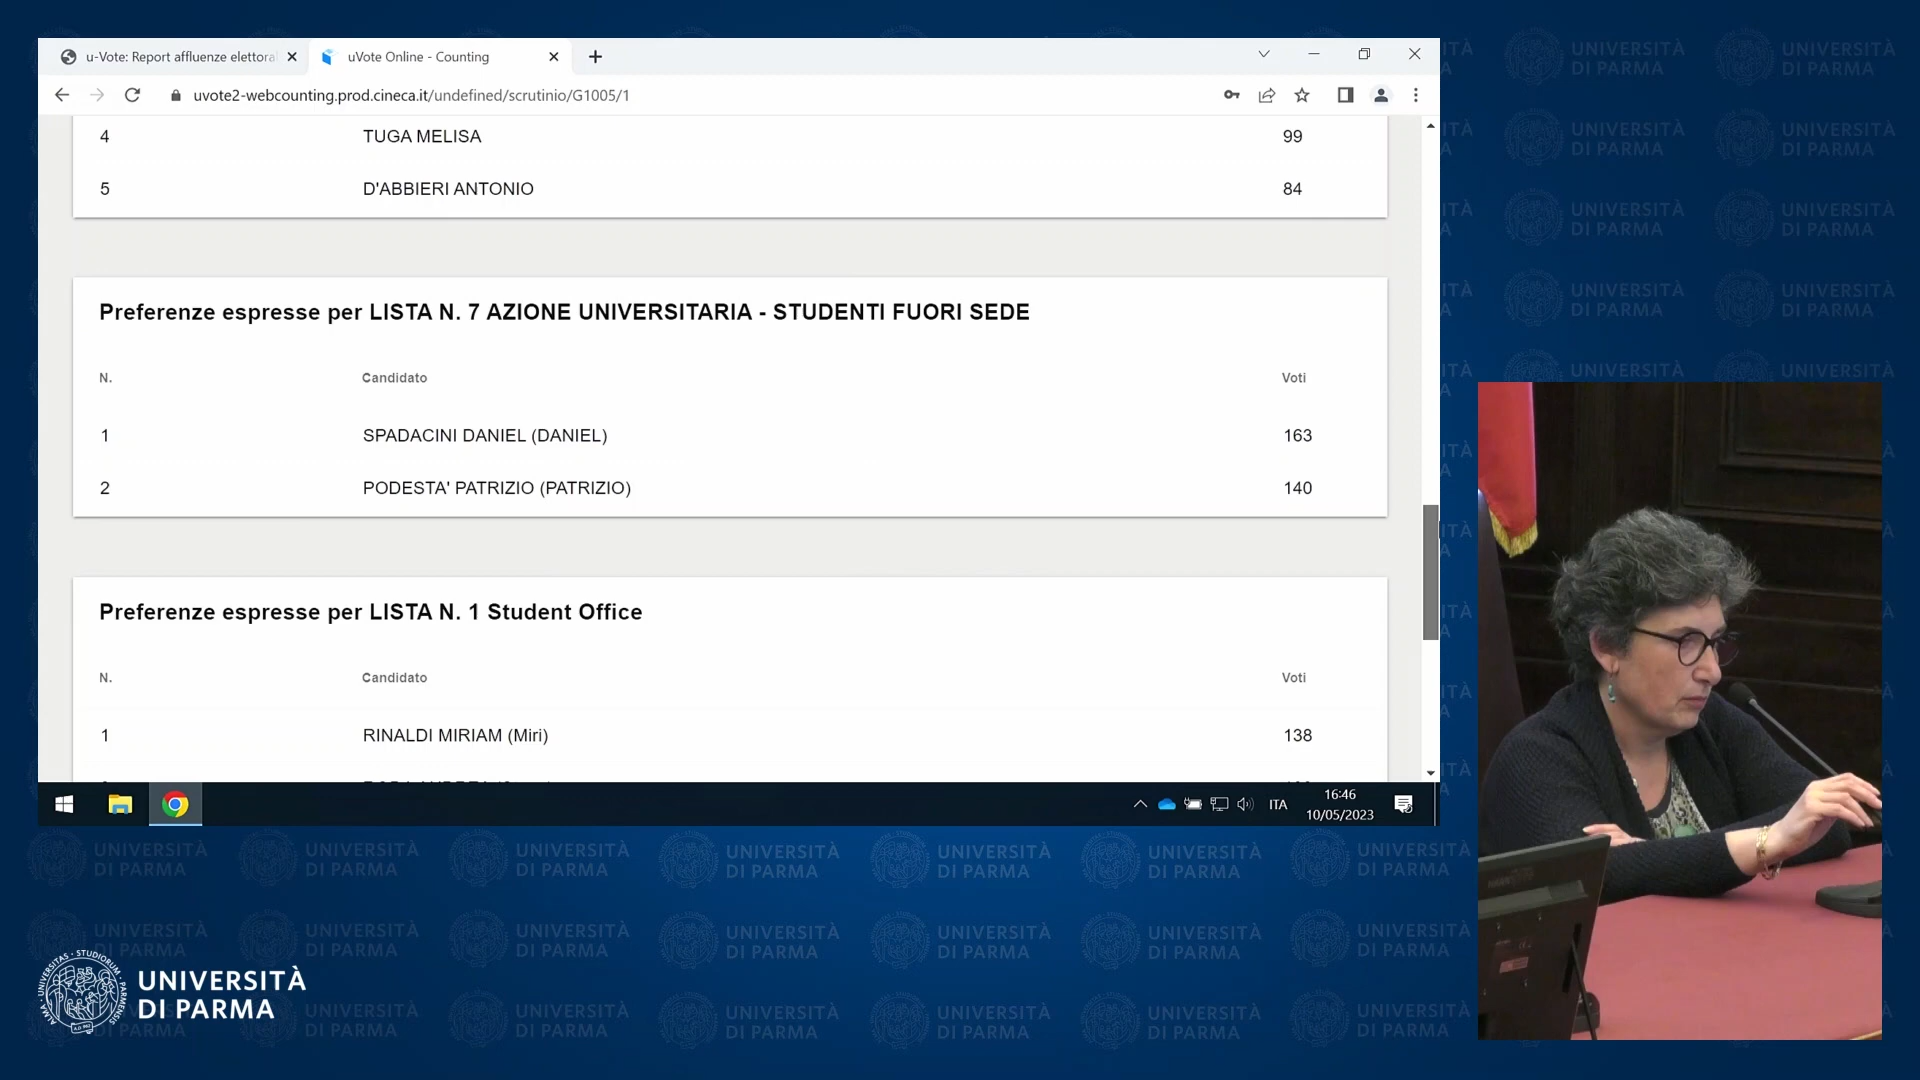 u-Vote: Report affluenze elettora
uVote Online - Counting
uvote2-webcounting.prod.cineca.it/undefined/scrutinio/G1005/1
4 TUGA MELISA 99
5 D'ABBIERI ANTONIO 84
Preferenze espresse per LISTA N. 7 AZIONE UNIVERSITARIA - STUDENTI FUORI SEDE
N. Candidato Voti
1 SPADACINI DANIEL (DANIEL) 163
2 PODESTA' PATRIZIO (PATRIZIO) 140
Preferenze espresse per LISTA N. 1 Student Office
N. Candidato Voti
1 RINALDI MIRIAM (Miri) 138
ITA
16:46
10/05/2023
UNIVERSITÀ
DI PARMA